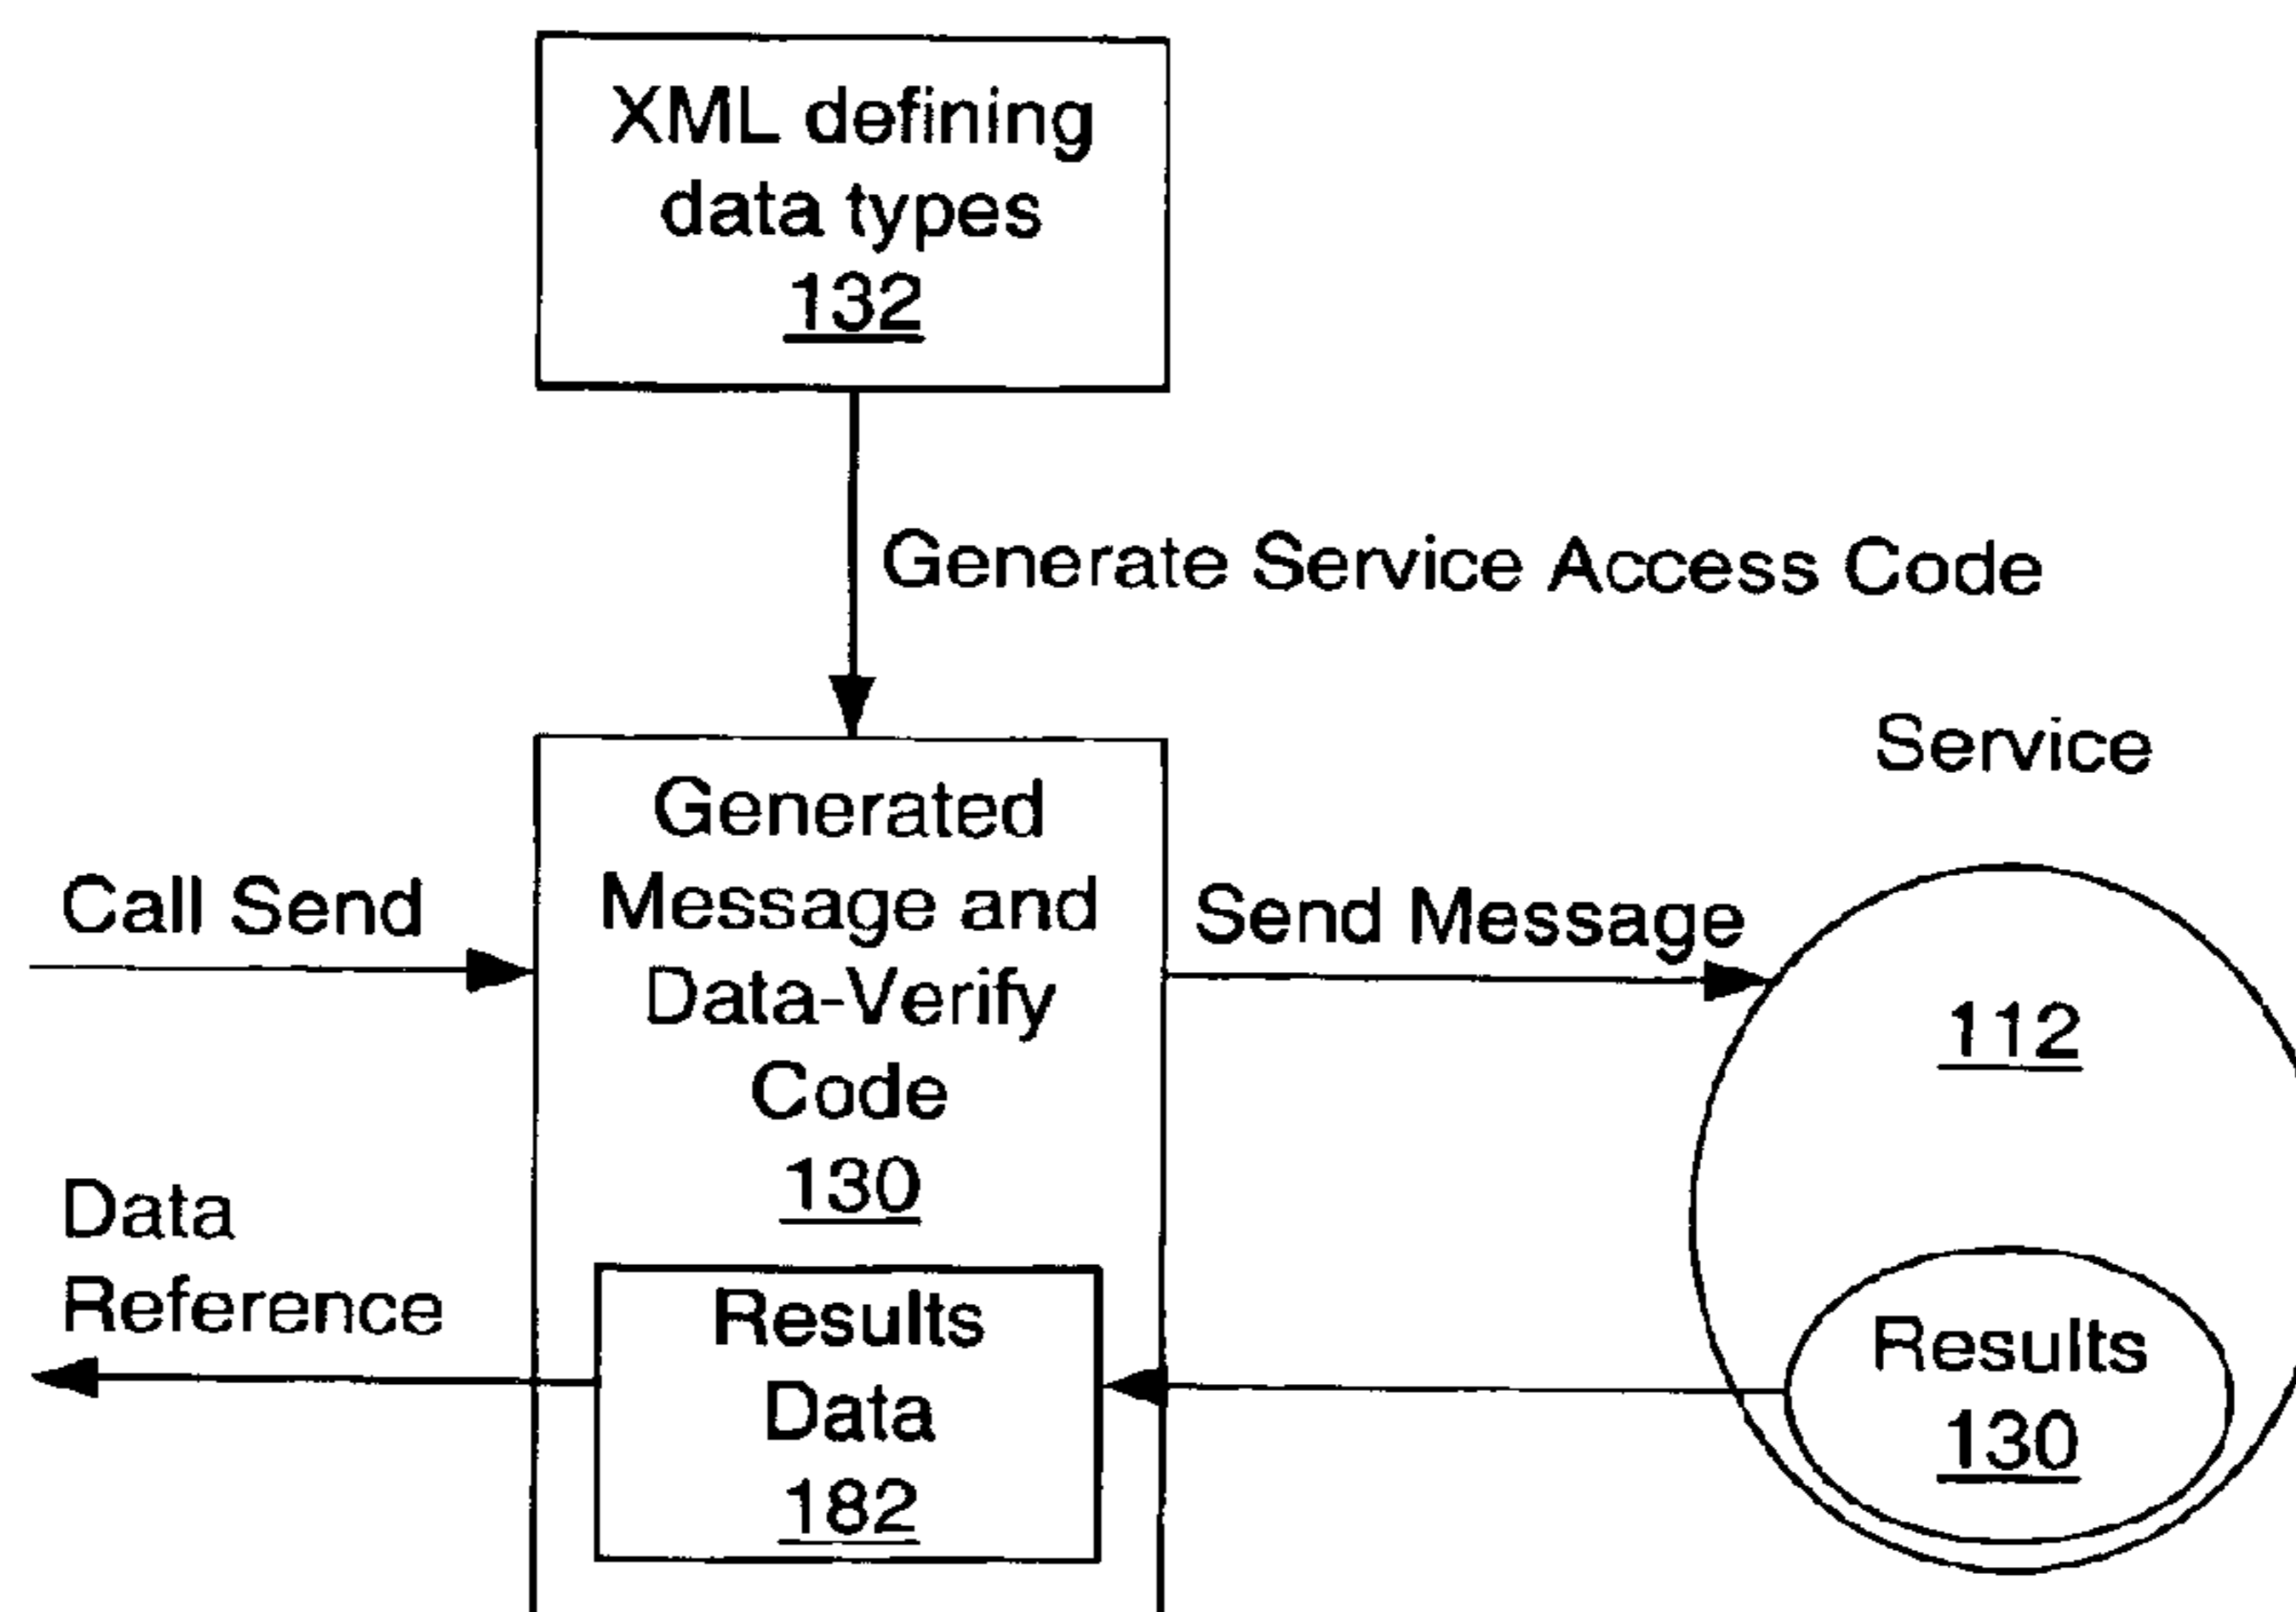 XML defining
data types
132
Generate Service Access Code
Service
Generated
Message and
Data-Verify
Code
130
Call Send
Send Message
112
Data
Reference
Results
Data
182
Results
130